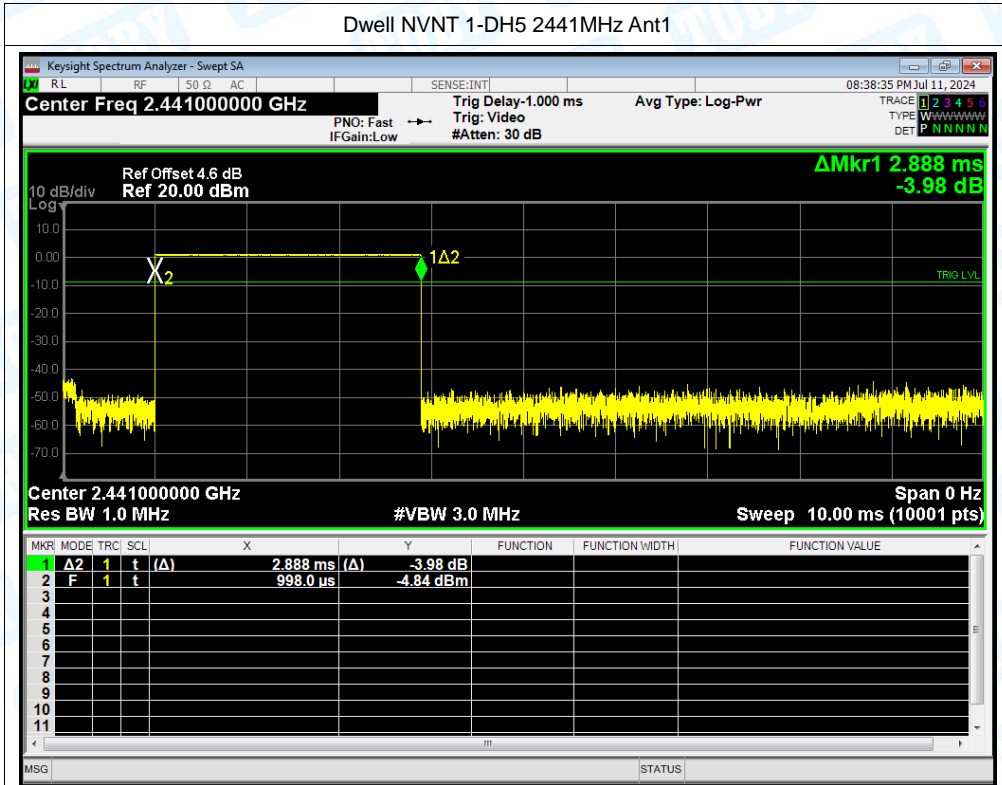 Dwell NVNT 1-DH5 2441MHz Ant1
Keysight Spectrum Analyzer - Swept SA
LXI RL RF 50 Ω AC SENSE:INT 08:38:35 PM Jul 11, 2024
Center Freq 2.441000000 GHz Trig Delay-1.000 ms Avg Type: Log-Pwr TRACE 1 2 3 4 5 6
PNO: Fast Trig: Video TYPE WWWWWWW
IFGain:Low #Atten: 30 dB DET P N N N N N
ΔMkr1 2.888 ms
Ref Offset 4.6 dB
10 dB/div Ref 20.00 dBm -3.98 dB
Log
10.0
0.00 1Δ2
2 TRIG LVL
-10.0
-20.0
-30.0
-40.0
-50.0
-60.0
-70.0
Center 2.441000000 GHz Span 0 Hz
Res BW 1.0 MHz #VBW 3.0 MHz Sweep 10.00 ms (10001 pts)
MKR MODE TRC SCL X Y FUNCTION FUNCTION WIDTH FUNCTION VALUE
1 Δ2 1 t (Δ) 2.888 ms (Δ) -3.98 dB
2 F 1 t 998.0 µs -4.84 dBm
3
4
5
6
7
8
9
10
11
MSG STATUS